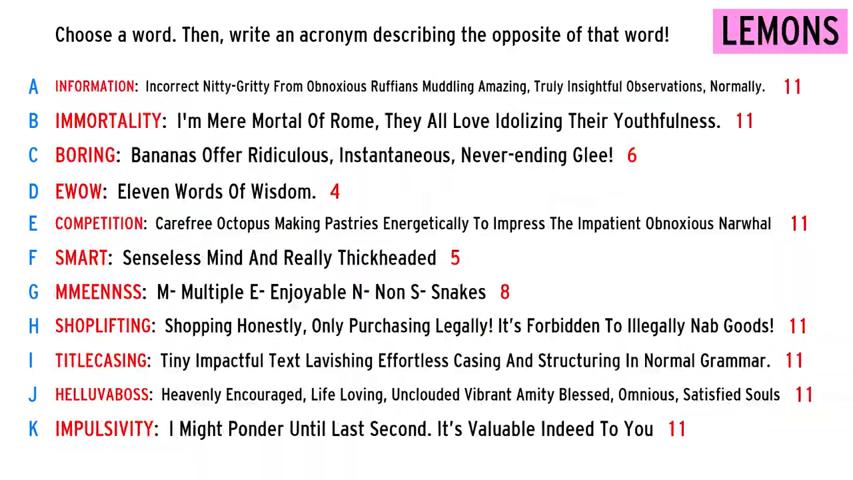 Choose a word. Then, write an acronym describing the opposite of that word! LEMONS
A INFORMATION: Incorrect Nitty-Gritty From Obnoxious Ruffians Muddling Amazing, Truly Insightful Observations, Normally. 11
B IMMORTALITY: I'm Mere Mortal Of Rome, They All Love Idolizing Their Youthfulness. 11
C BORING: Bananas Offer Ridiculous, Instantaneous, Never-ending Glee! 6
D EWOW: Eleven Words Of Wisdom. 4
E COMPETITION: Carefree Octopus Making Pastries Energetically To Impress The Impatient Obnoxious Narwhal 11
F SMART: Senseless Mind And Really Thickheaded 5
G MMEENNSS: M- Multiple E- Enjoyable N- Non S- Snakes 8
H SHOPLIFTING: Shopping Honestly, Only Purchasing Legally! It's Forbidden To Illegally Nab Goods! 11
I TITLECASING: Tiny Impactful Text Lavishing Effortless Casing And Structuring In Normal Grammar. 11
J HELLUVABOSS: Heavenly Encouraged, Life Loving, Unclouded Vibrant Amity Blessed, Omnious, Satisfied Souls 11
K IMPULSIVITY: I Might Ponder Until Last Second. It's Valuable Indeed To You 11